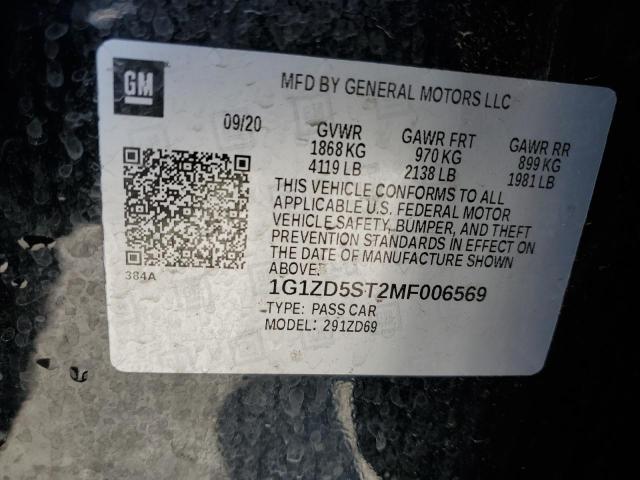 GM
MFD BY GENERAL MOTORS LLC
09/20
GVWR GAWR FRT GAWR RR
1868 KG 970 KG 899 KG
4119 LB 2138 LB 1981 LB
THIS VEHICLE CONFORMS TO ALL
APPLICABLE U.S. FEDERAL MOTOR
VEHICLE SAFETY, BUMPER, AND THEFT
PREVENTION STANDARDS IN EFFECT ON
THE DATE OF MANUFACTURE SHOWN
ABOVE.
384A
1G1ZD5ST2MF006569
TYPE: PASS CAR
MODEL: 291ZD69